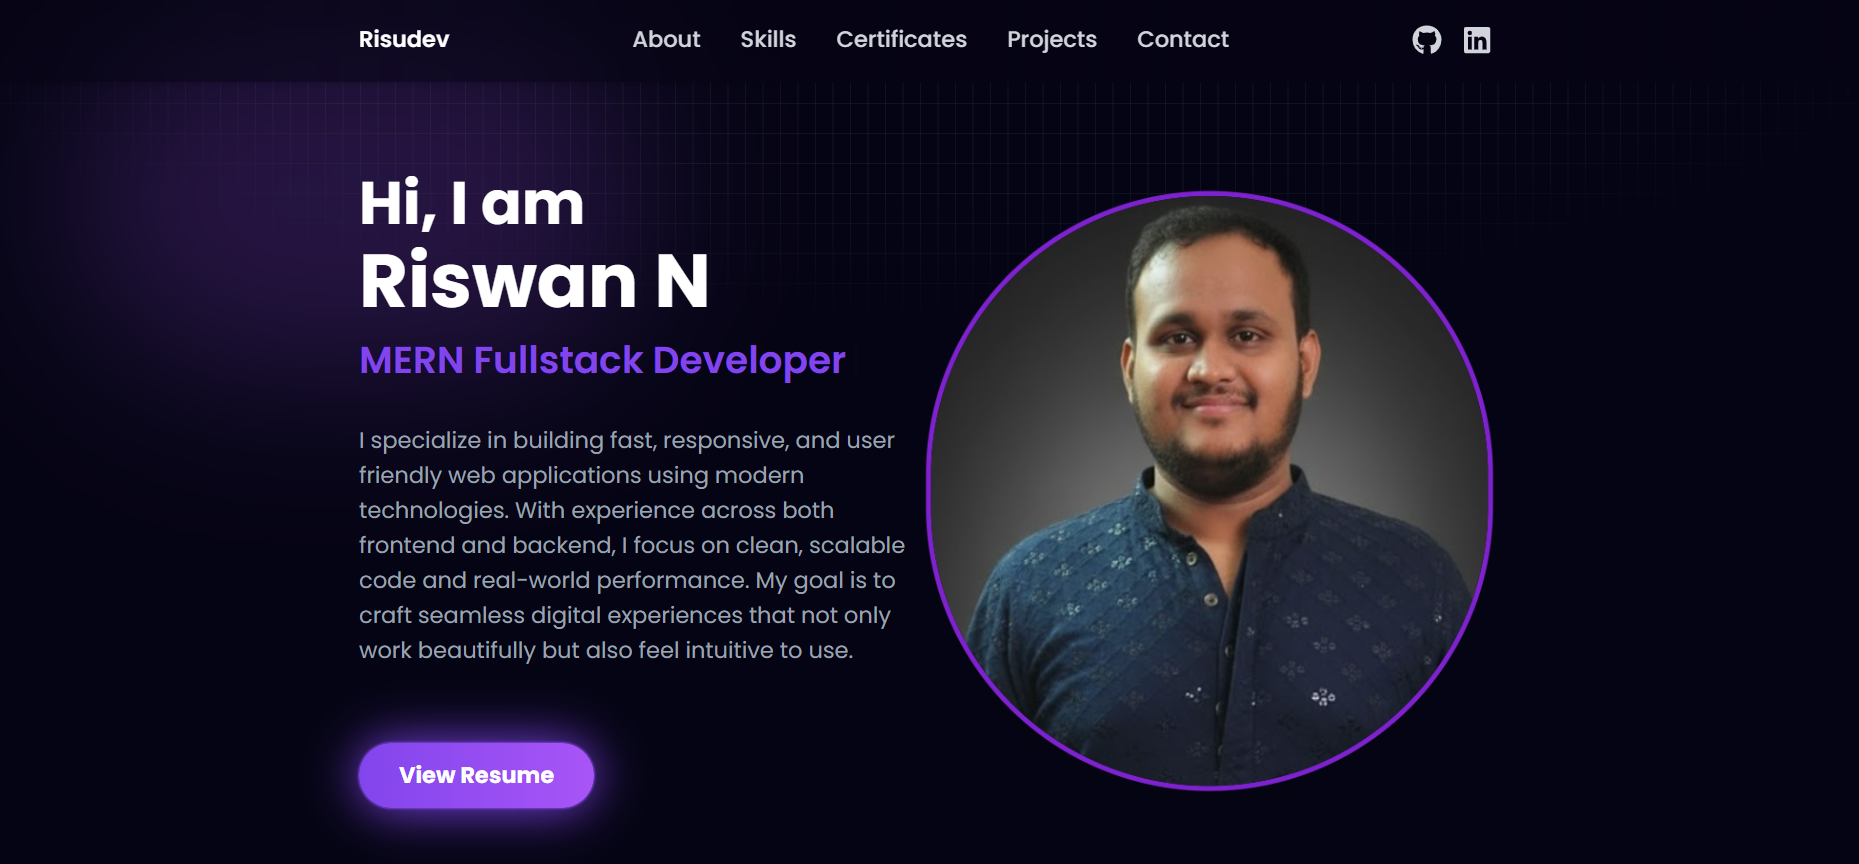 Risudev
About
Skills
Certificates
Projects
Contact
Hi, I am
Riswan N
MERN Fullstack Developer
I specialize in building fast, responsive, and user
friendly web applications using modern
technologies. With experience across both
frontend and backend, I focus on clean, scalable
code and real-world performance. My goal is to
craft seamless digital experiences that not only
work beautifully but also feel intuitive to use.
View Resume